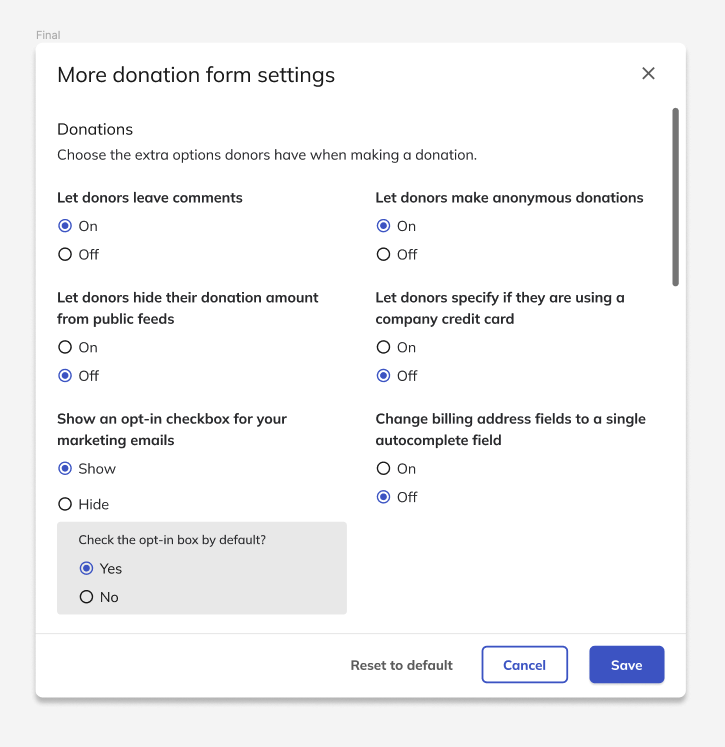 Final
More donation form settings
Donations
Choose the extra options donors have when making a donation.
Let donors leave comments
On
Off
Let donors make anonymous donations
On
Off
Let donors hide their donation amount
from public feeds
On
Off
Let donors specify if they are using a
company credit card
On
Off
Show an opt-in checkbox for your
marketing emails
Show
Hide
Check the opt-in box by default?
Yes
No
Change billing address fields to a single
autocomplete field
On
Off
Reset to default
Cancel
Save